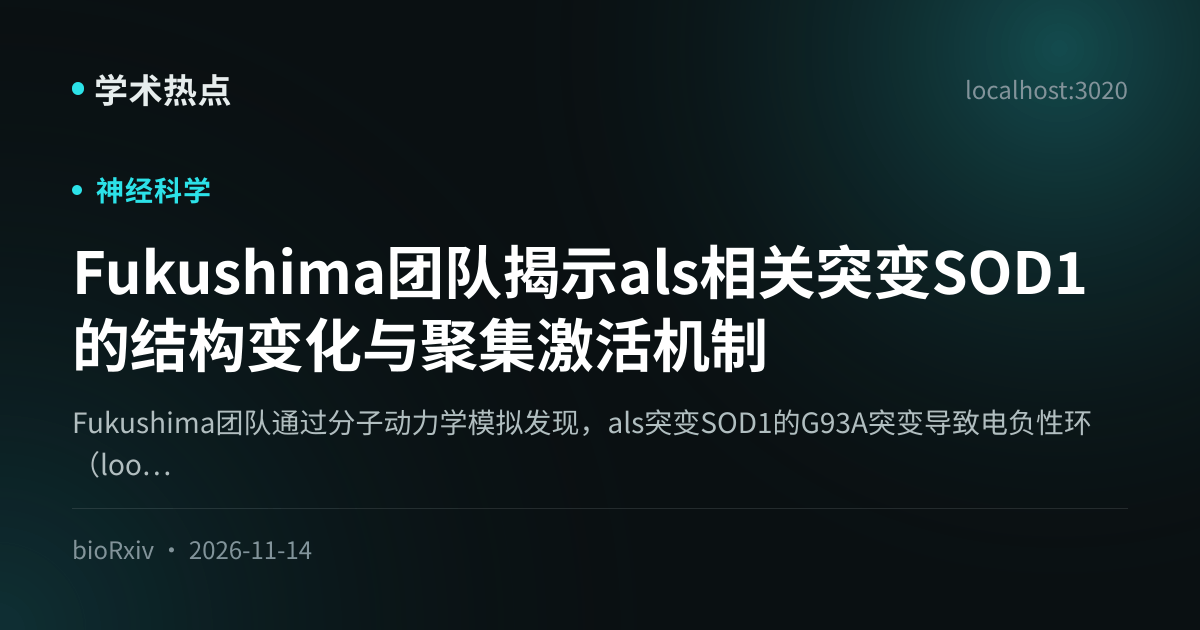 学术热点
localhost:3020
神经科学
Fukushima团队揭示als相关突变SOD1
的结构变化与聚集激活机制
Fukushima团队通过分子动力学模拟发现，als突变SOD1的G93A突变导致电负性环
（loo…
bioRxiv • 2026-11-14